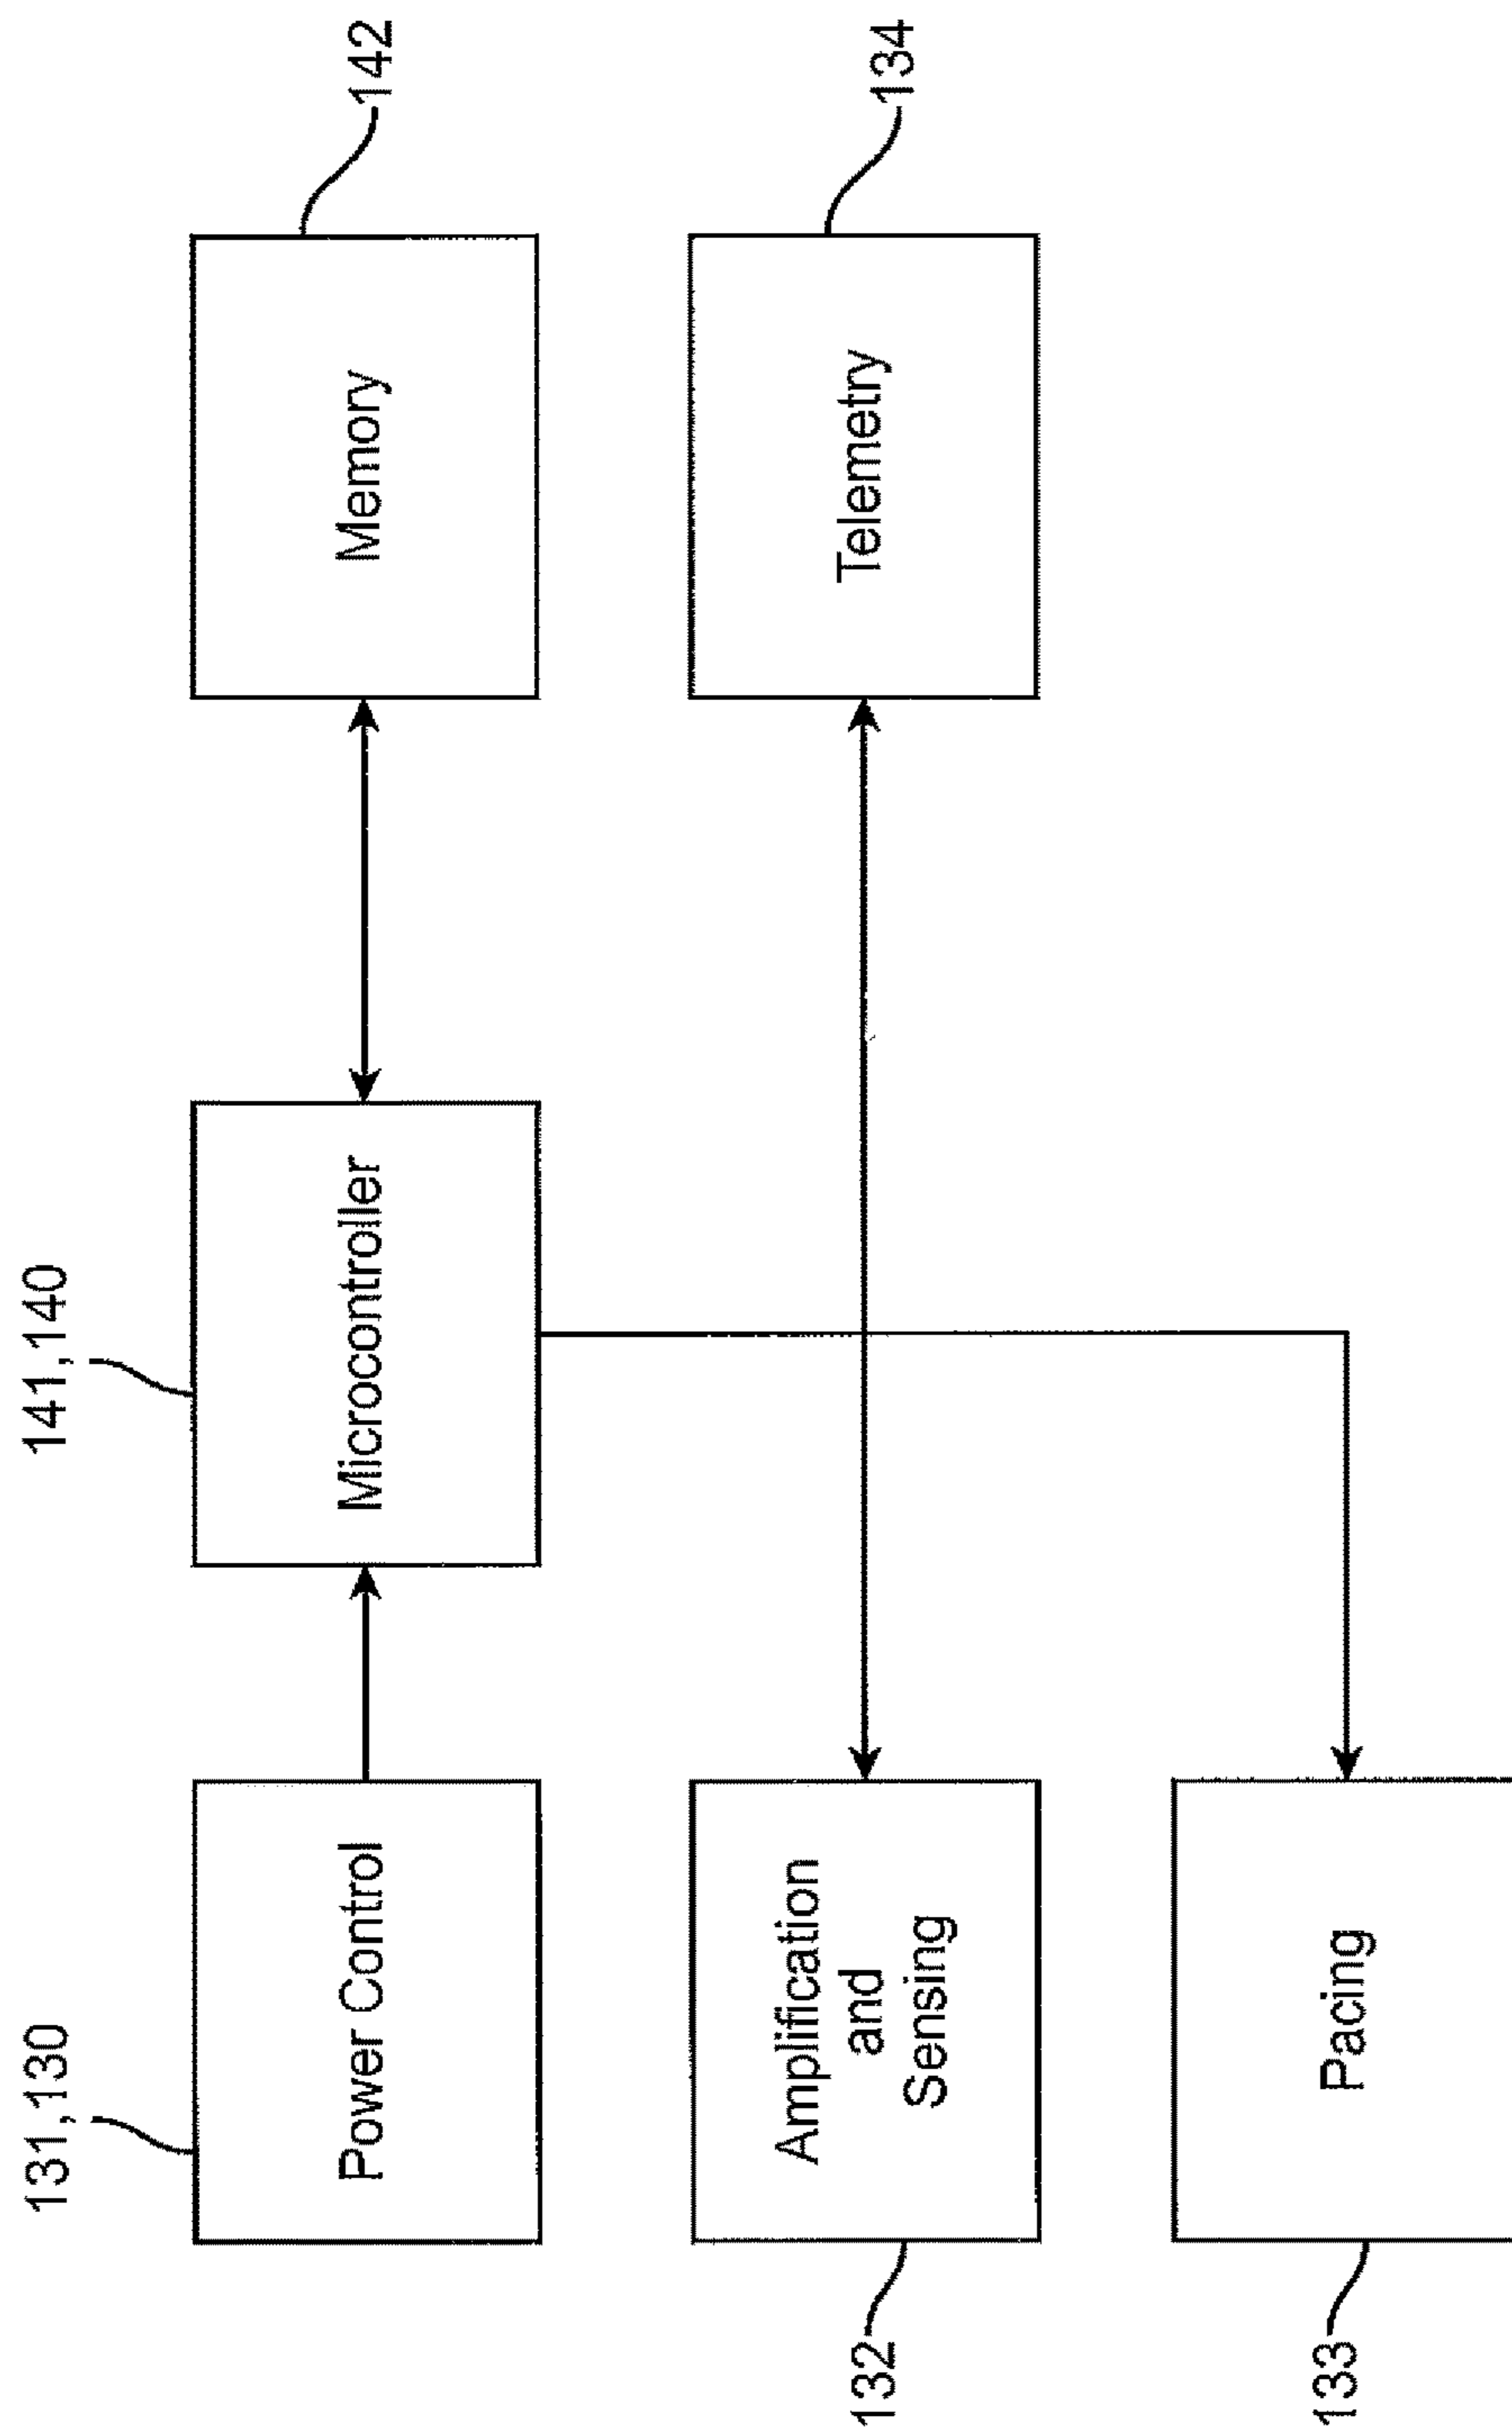 131,130
141,140
Power Control
Microcontroller
Memory
142
Amplification
and
Sensing
Telemetry
132
134
Pacing
133